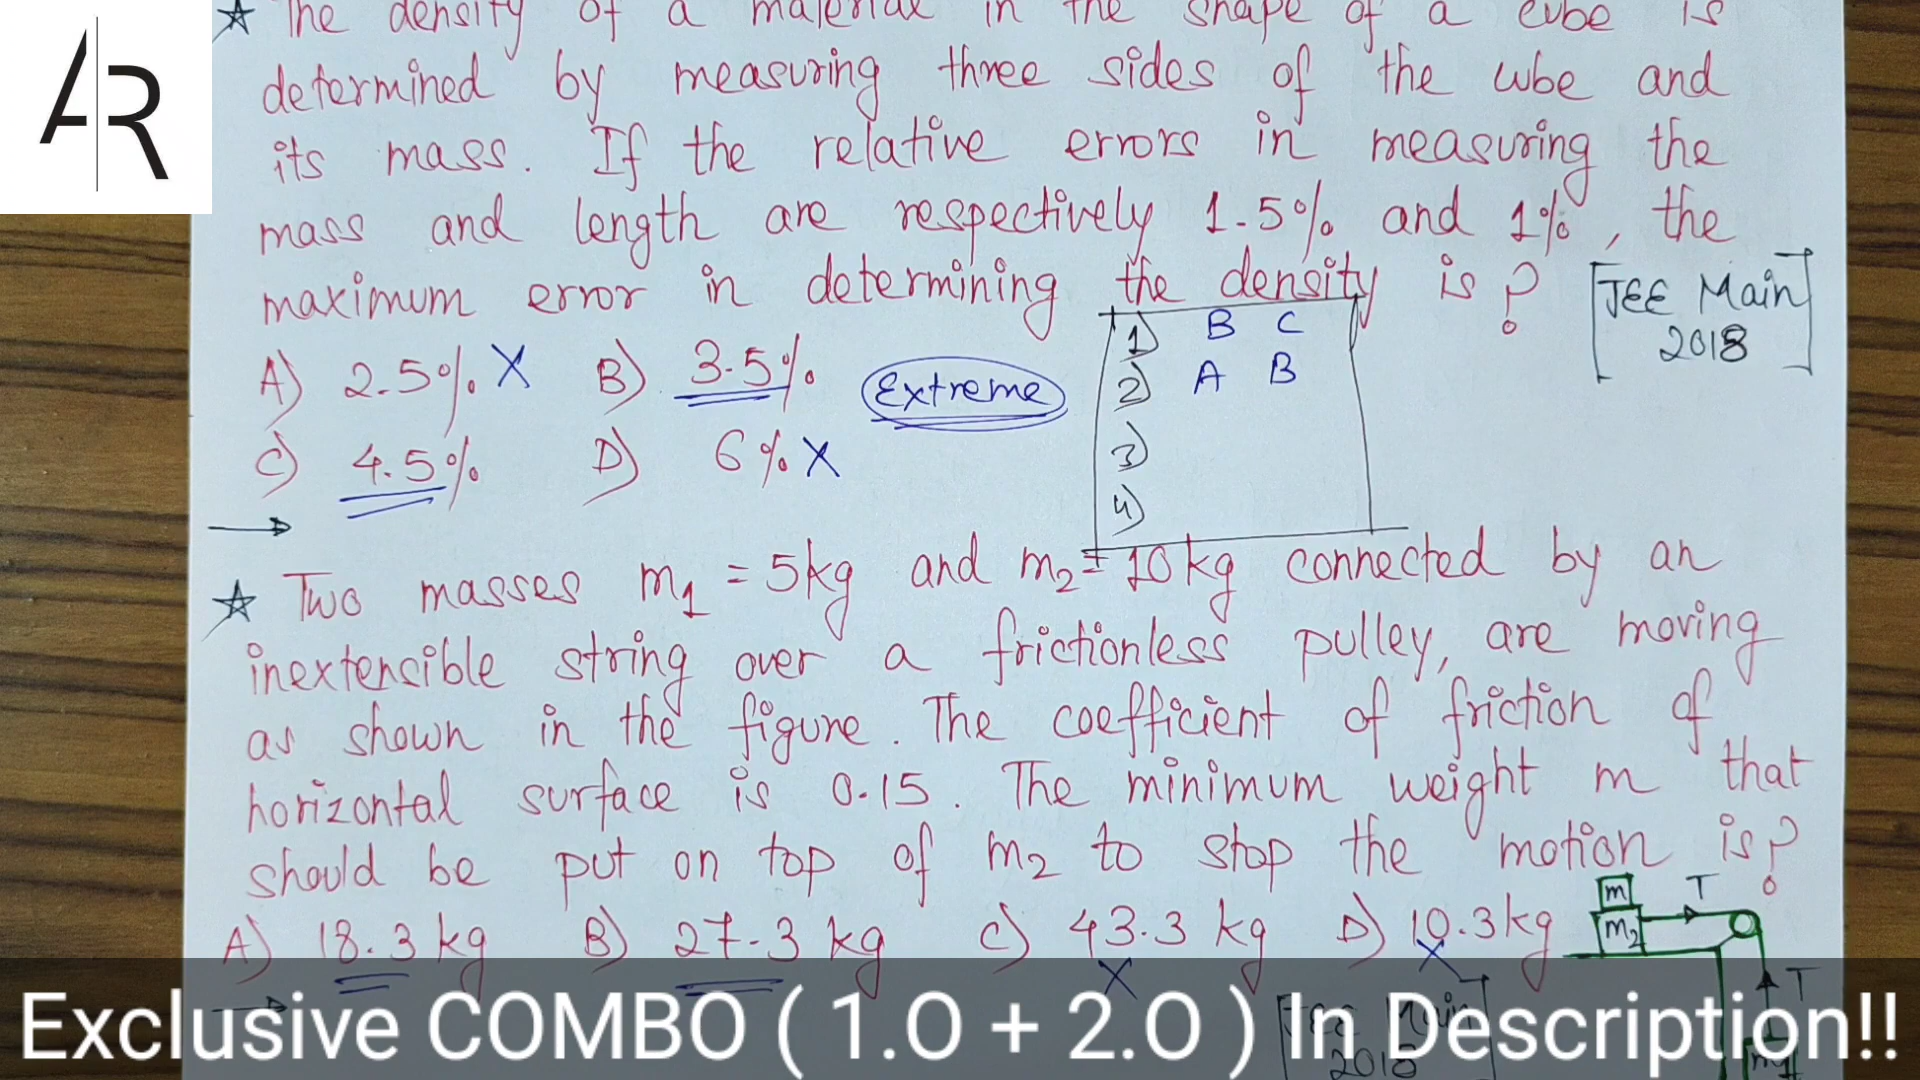 AR
The density of a material in the shape of a cube is
determined by measuring three sides of the cube and
its mass. If the relative errors in measuring the
mass and length are respectively 1.5% and 1%, the
maximum error in determining the density is?
[JEE Main
2018]
A) 2.5% X B) 3.5%
Extreme
C) 4.5% D) 6% X
1) B C
2) A B
3)
4)
Two masses m1 = 5kg and m2 = 10kg connected by an
inextensible string over a frictionless pulley, are moving
as shown in the figure. The coefficient of friction of
horizontal surface is 0.15. The minimum weight m that
should be put on top of m2 to stop the motion is?
A) 18.3 kg B) 27.3 kg C) 43.3 kg D) 10.3kg
X X
m T
m2
T
m1
[JEE Main
2018
Exclusive COMBO ( 1.O + 2.O ) In Description!!